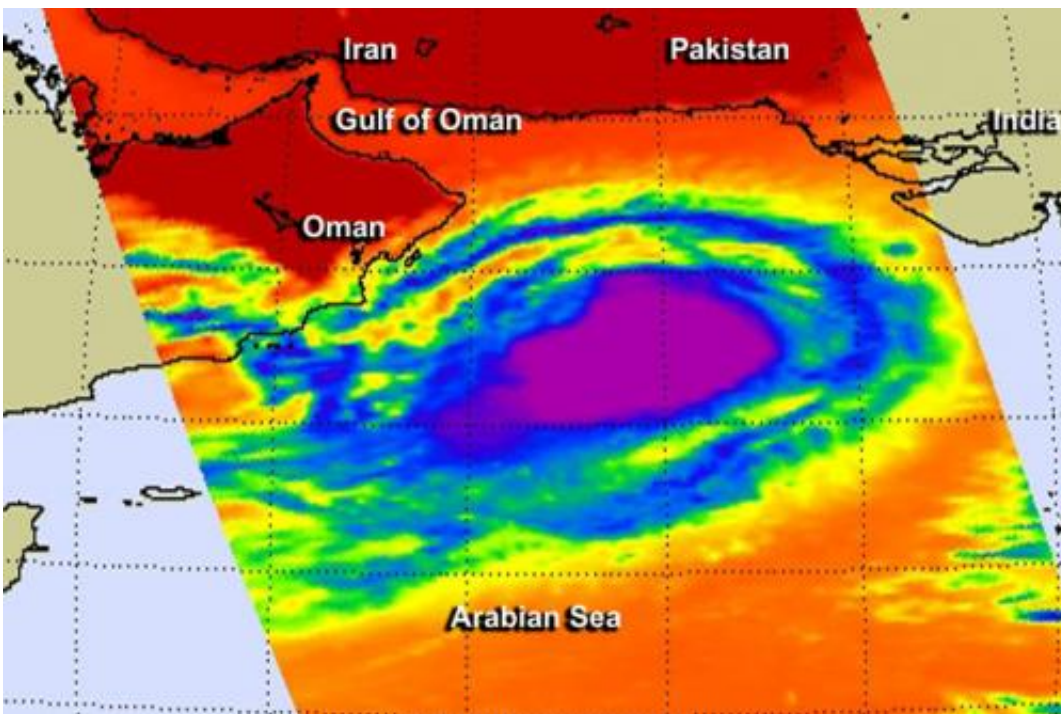 Iran
Pakistan
Gulf of Oman
India
Oman
Arabian Sea